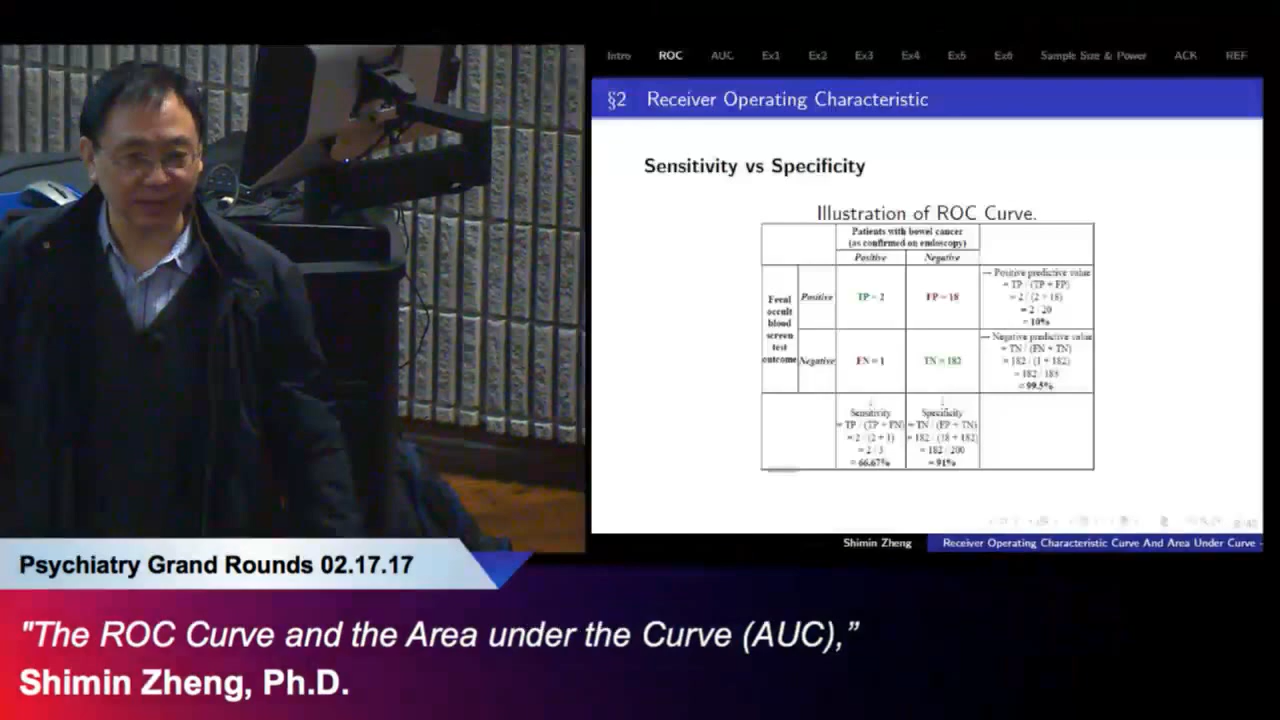 Intro ROC AUC Ex1 Ex2 Ex3 Ex4 Ex5 Ex6 Sample Size & Power ACK REF
§2 Receiver Operating Characteristic
Sensitivity vs Specificity
Illustration of ROC Curve.
Patients with bowel cancer
(as confirmed on endoscopy)
Positive Negative
Fecal
occult
blood
screen
test
outcome
Positive
TP = 2
FP = 18
→ Positive predictive value
= TP / (TP + FP)
= 2 / (2 + 18)
= 2 / 20
= 10%
Negative
FN = 1
TN = 182
→ Negative predictive value
= TN / (FN + TN)
= 182 / (1 + 182)
= 182 / 183
= 99.5%
↓
Sensitivity
= TP / (TP + FN)
= 2 / (2 + 1)
= 2 / 3
= 66.67%
↓
Specificity
= TN / (FP + TN)
= 182 / (18 + 182)
= 182 / 200
= 91%
Shimin Zheng Receiver Operating Characteristic Curve And Area Under Curve -
Psychiatry Grand Rounds 02.17.17
"The ROC Curve and the Area under the Curve (AUC),”
Shimin Zheng, Ph.D.